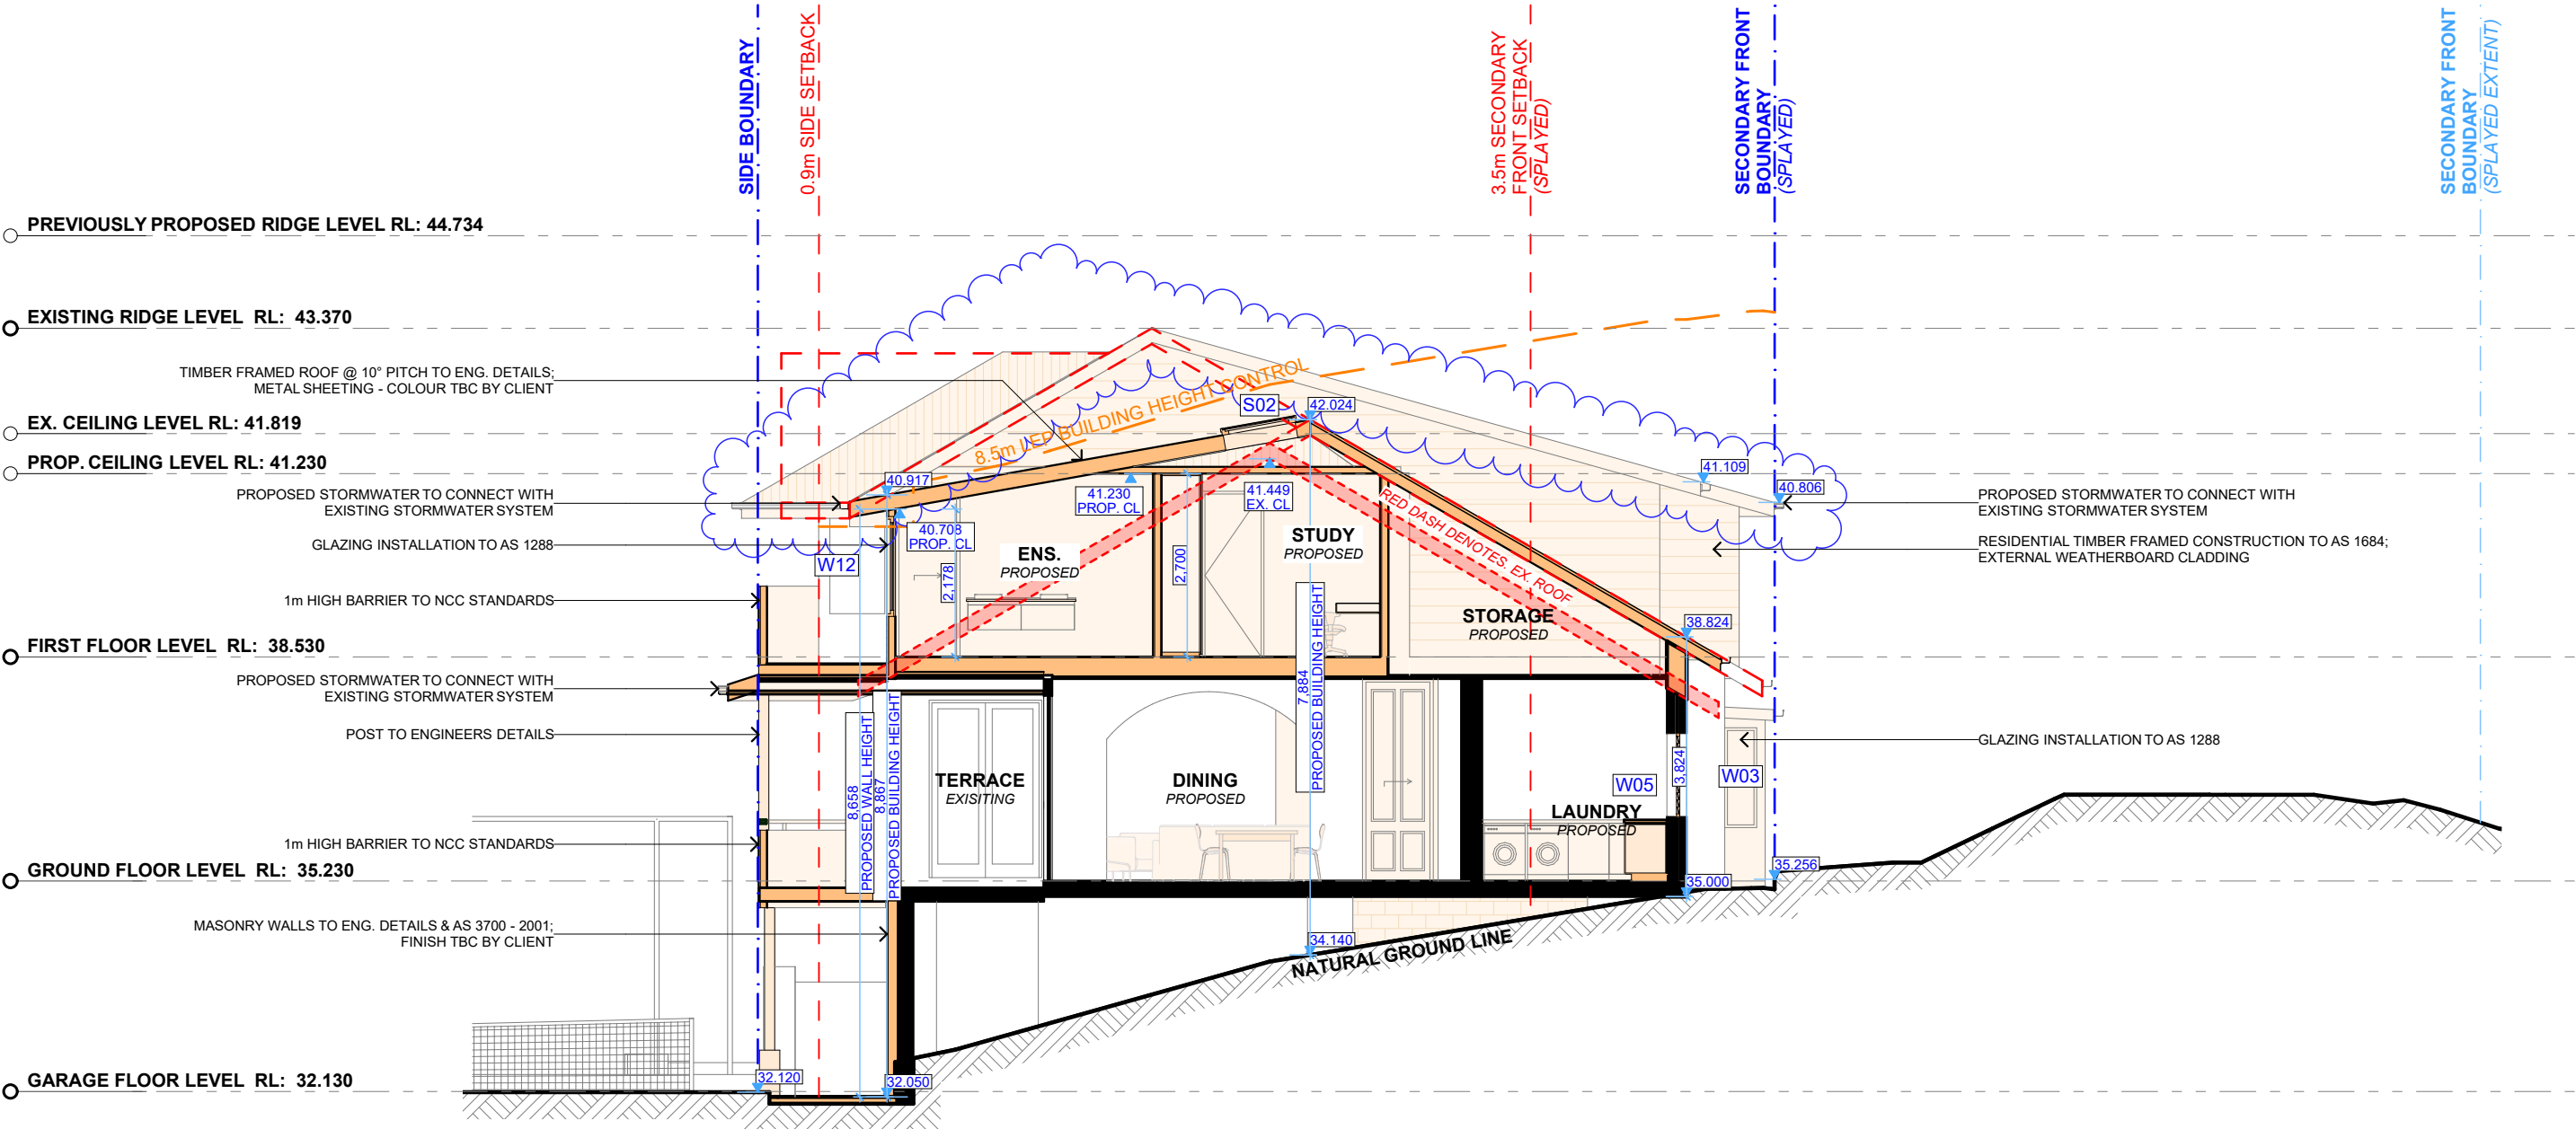 SIDE BOUNDARY
0.9m SIDE SETBACK
3.5m SECONDARY
FRONT SETBACK
(SPLAYED)
SECONDARY FRONT
BOUNDARY
(SPLAYED)
SECONDARY FRONT
BOUNDARY
(SPLAYED EXTENT)
PREVIOUSLY PROPOSED RIDGE LEVEL RL: 44.734
EXISTING RIDGE LEVEL RL: 43.370
TIMBER FRAMED ROOF @ 10° PITCH TO ENG. DETAILS;
METAL SHEETING - COLOUR TBC BY CLIENT
8.5m LEP BUILDING HEIGHT CONTROL
S02
42.024
EX. CEILING LEVEL RL: 41.819
PROP. CEILING LEVEL RL: 41.230
40.917
41.230
PROP. CL
41.449
EX. CL
41.109
40.806
PROPOSED STORMWATER TO CONNECT WITH
EXISTING STORMWATER SYSTEM
PROPOSED STORMWATER TO CONNECT WITH
EXISTING STORMWATER SYSTEM
RED DASH DENOTES. EX. ROOF
40.708
PROP. CL
GLAZING INSTALLATION TO AS 1288
W12
ENS.
PROPOSED
STUDY
PROPOSED
RESIDENTIAL TIMBER FRAMED CONSTRUCTION TO AS 1684;
EXTERNAL WEATHERBOARD CLADDING
2,178
2,700
1m HIGH BARRIER TO NCC STANDARDS
STORAGE
PROPOSED
38.824
FIRST FLOOR LEVEL RL: 38.530
PROPOSED STORMWATER TO CONNECT WITH
EXISTING STORMWATER SYSTEM
7,884
PROPOSED BUILDING HEIGHT
POST TO ENGINEERS DETAILS
GLAZING INSTALLATION TO AS 1288
8,658
PROPOSED WALL HEIGHT
8,867
PROPOSED BUILDING HEIGHT
TERRACE
EXISITING
DINING
PROPOSED
W05
3,824
W03
LAUNDRY
PROPOSED
1m HIGH BARRIER TO NCC STANDARDS
GROUND FLOOR LEVEL RL: 35.230
35.000
35.256
MASONRY WALLS TO ENG. DETAILS & AS 3700 - 2001;
FINISH TBC BY CLIENT
34.140
NATURAL GROUND LINE
GARAGE FLOOR LEVEL RL: 32.130
32.120
32.050